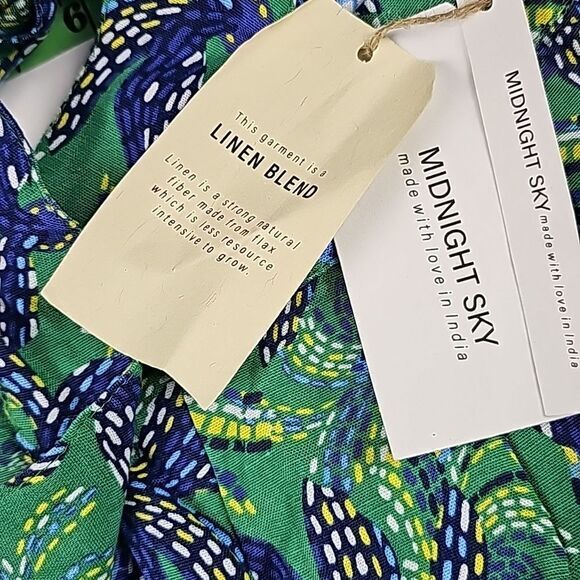 This garment is a
LINEN BLEND
Linen is a strong natural
fiber made from flax
which is less resource
intensive to grow.
MIDNIGHT SKY
made with love in India
MIDNIGHT SKY
made with love in India